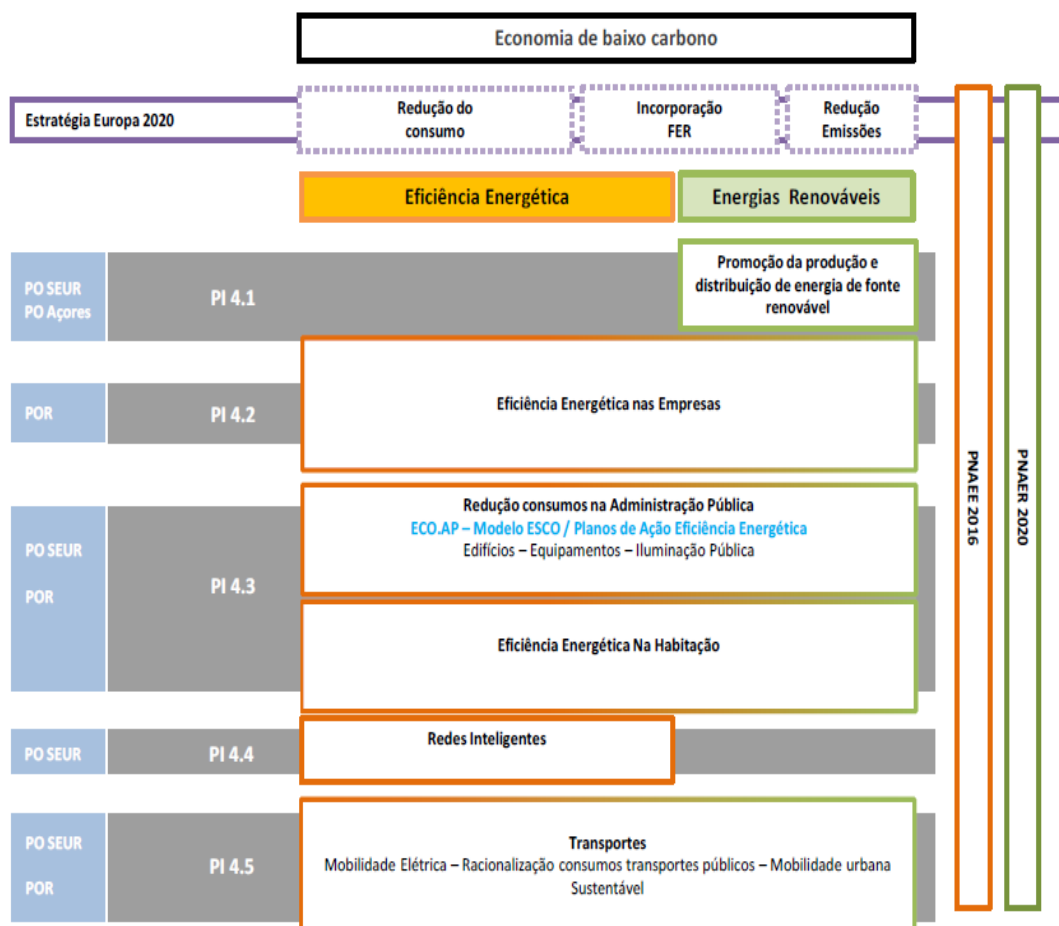 Economia de baixo carbono
Estratégia Europa 2020
Redução do
consumo
Incorporação
FER
Redução
Emissões
Eficiência Energética
Energias Renováveis
PO SEUR
PO Açores
PI 4.1
Promoção da produção e
distribuição de energia de fonte
renovável
POR
PI 4.2
Eficiência Energética nas Empresas
PO SEUR
POR
PI 4.3
Redução consumos na Administração Pública
ECO.AP – Modelo ESCO / Planos de Ação Eficiência Energética
Edifícios – Equipamentos – Iluminação Pública
Eficiência Energética Na Habitação
PO SEUR
PI 4.4
Redes Inteligentes
PO SEUR
POR
PI 4.5
Transportes
Mobilidade Elétrica – Racionalização consumos transportes públicos – Mobilidade urbana
Sustentável
PNAEE 2016
PNAER 2020